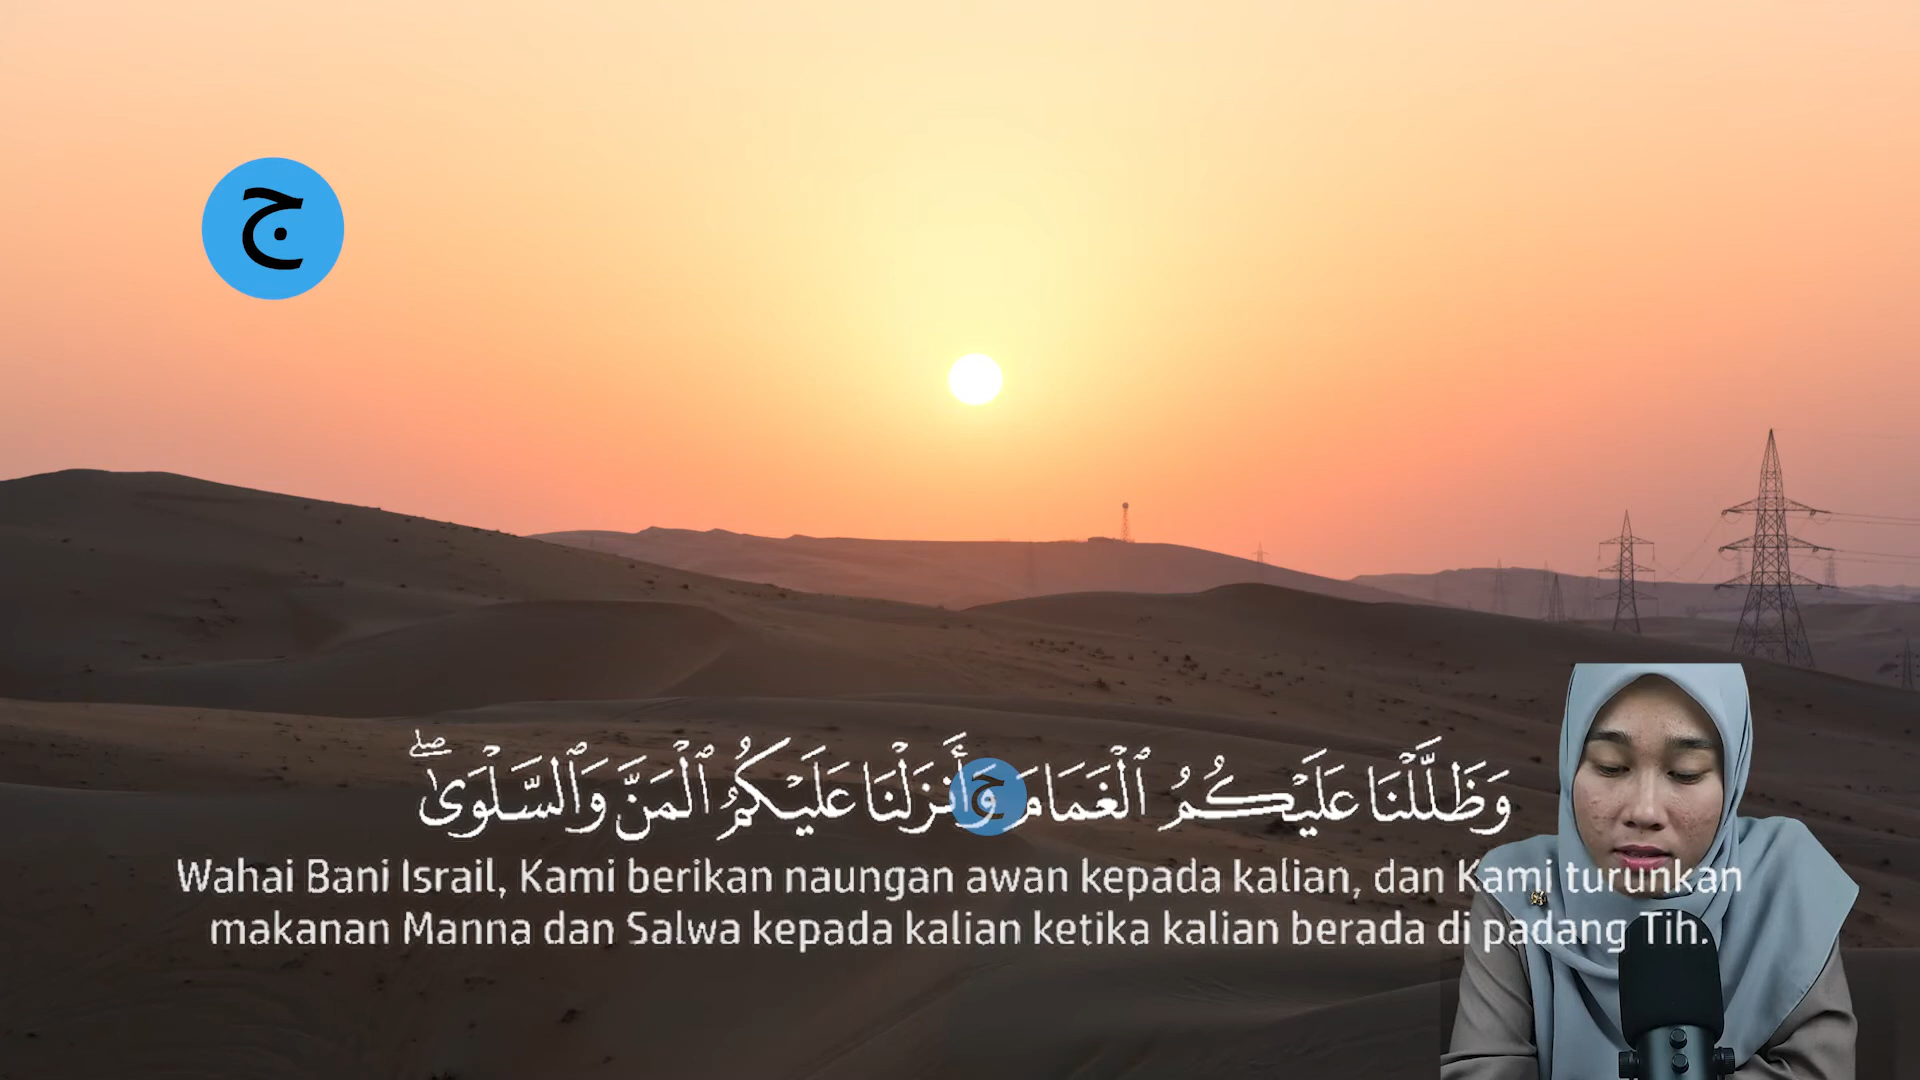 ج
وَظَلَّلْنَا عَلَيْكُمُ ٱلْغَمَامَ وَأَنزَلْنَا عَلَيْكُمُ ٱلْمَنَّ وَٱلسَّلْوَىٰ ۖ
ج
Wahai Bani Israil, Kami berikan naungan awan kepada kalian, dan Kami turunkan
makanan Manna dan Salwa kepada kalian ketika kalian berada di padang Tih.